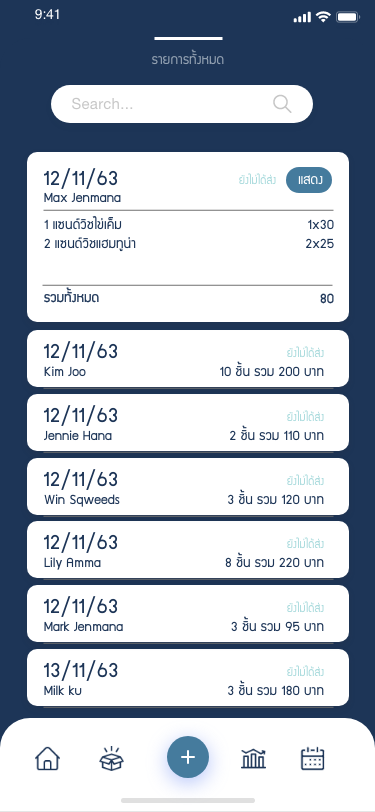 9:41
รายการทั้งหมด
Search...
12/11/63
ยังไม่ได้ส่ง
แสดง
Max Jenmana
1 แซนด์วิชไข่เค็ม 1x30
2 แซนด์วิชแฮมทูน่า 2x25
รวมทั้งหมด 80
12/11/63 ยังไม่ได้ส่ง
Kim Joo 10 ชิ้น รวม 200 บาท
12/11/63 ยังไม่ได้ส่ง
Jennie Hana 2 ชิ้น รวม 110 บาท
12/11/63 ยังไม่ได้ส่ง
Win Sqweeds 3 ชิ้น รวม 120 บาท
12/11/63 ยังไม่ได้ส่ง
Lily Amma 8 ชิ้น รวม 220 บาท
12/11/63 ยังไม่ได้ส่ง
Mark Jenmana 3 ชิ้น รวม 95 บาท
13/11/63 ยังไม่ได้ส่ง
Milk ku 3 ชิ้น รวม 180 บาท